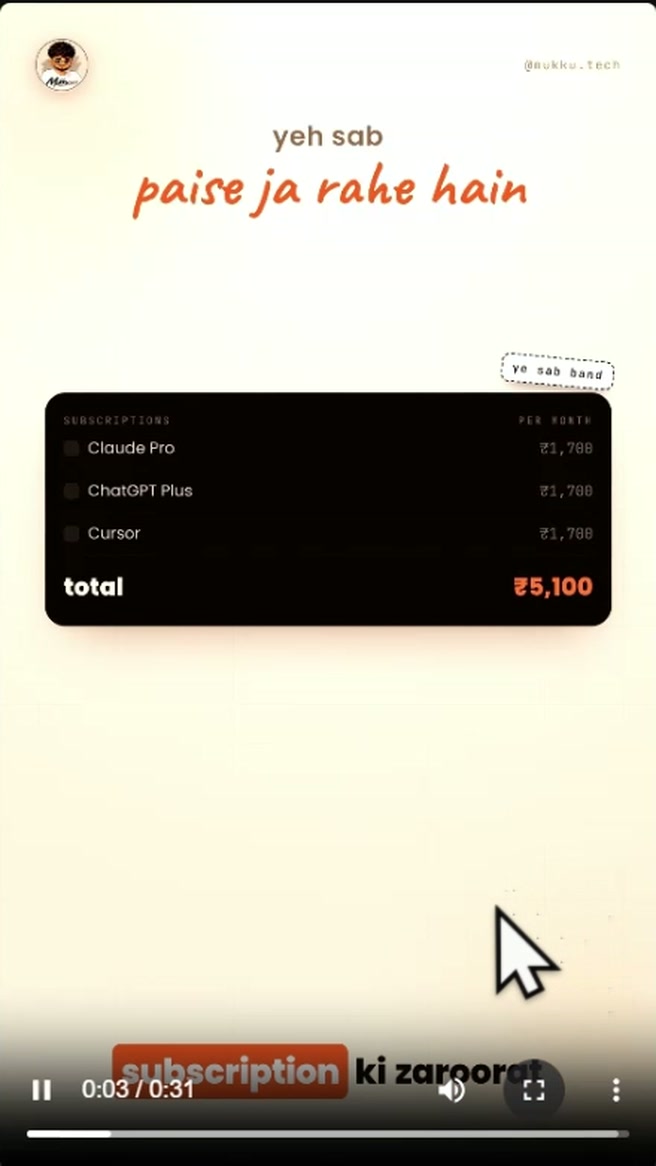 @mukku.tech
yeh sab
paise ja rahe hain
ye sab band
SUBSCRIPTIONS PER MONTH
Claude Pro ₹1,700
ChatGPT Plus ₹1,700
Cursor ₹1,700
total ₹5,100
subscription ki zaroorat
0:03 / 0:31